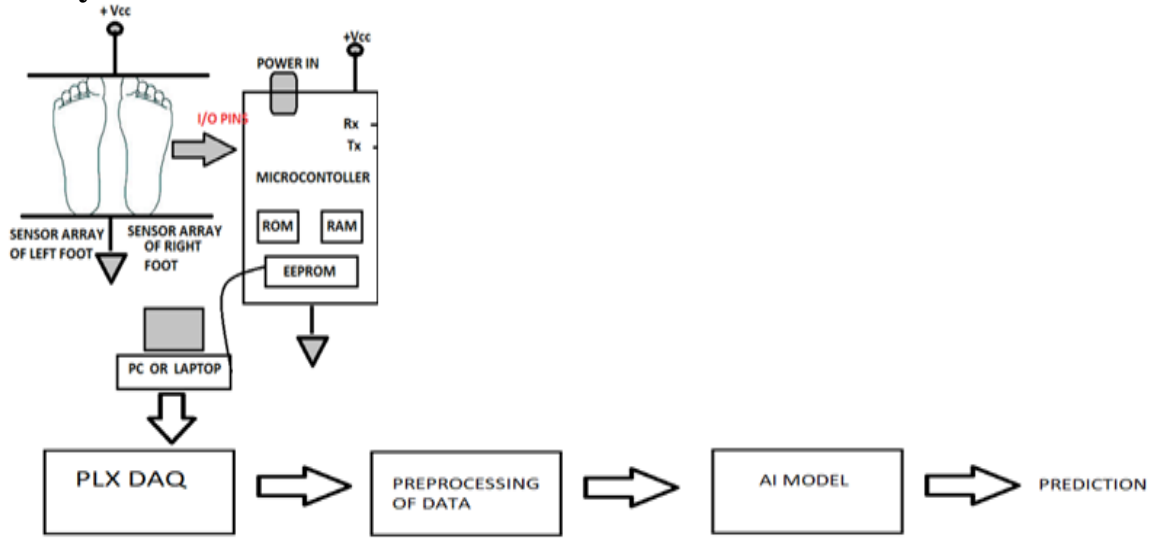 + Vcc
+Vcc
POWER IN
I/O PINS
Rx
Tx
MICROCONTOLLER
ROM
RAM
EEPROM
SENSOR ARRAY
OF LEFT FOOT
SENSOR ARRAY
OF RIGHT
FOOT
PC OR LAPTOP
PLX DAQ
PREPROCESSING
OF DATA
AI MODEL
PREDICTION